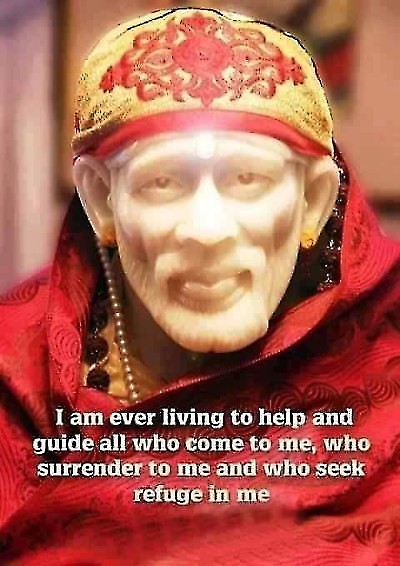 I am ever living to help and
guide all who come to me, who
surrender to me and who seek
refuge in me